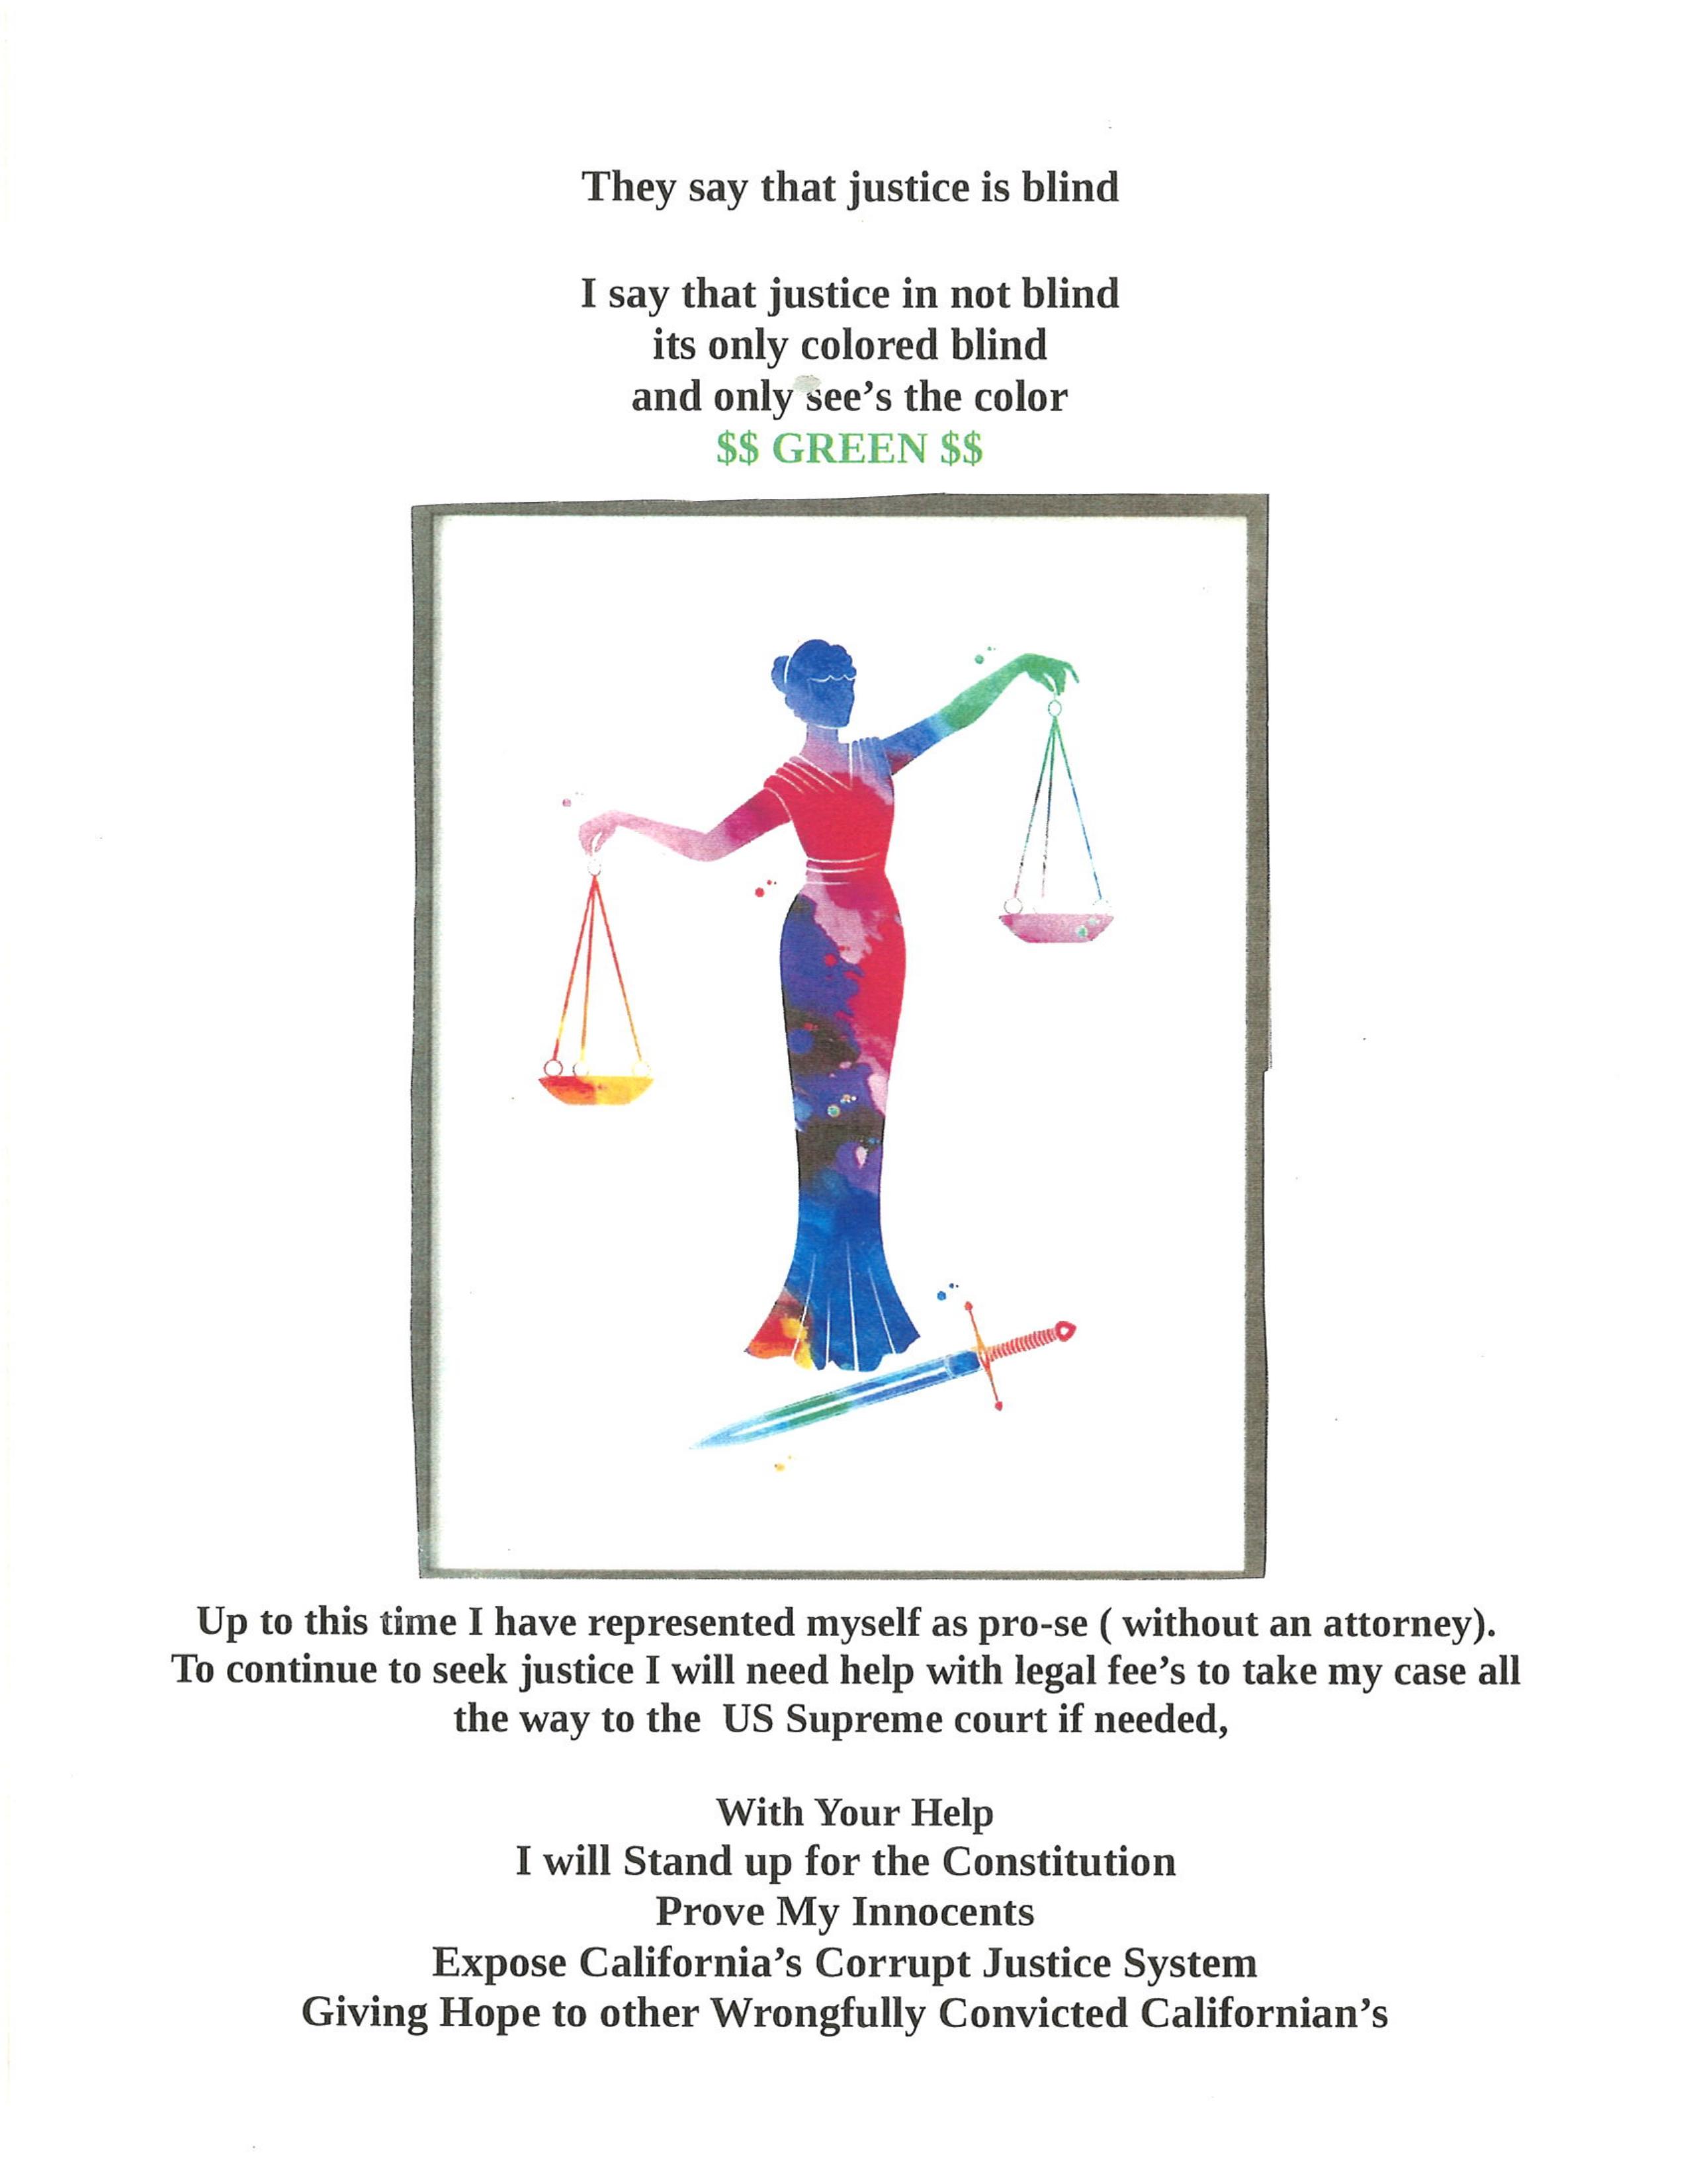 They say that justice is blind
I say that justice in not blind
its only colored blind
and only see’s the color
$$ GREEN $$
Up to this time I have represented myself as pro-se ( without an attorney).
To continue to seek justice I will need help with legal fee’s to take my case all
the way to the  US Supreme court if needed,
With Your Help
I will Stand up for the Constitution
Prove My Innocents
Expose California’s Corrupt Justice System
Giving Hope to other Wrongfully Convicted Californian’s